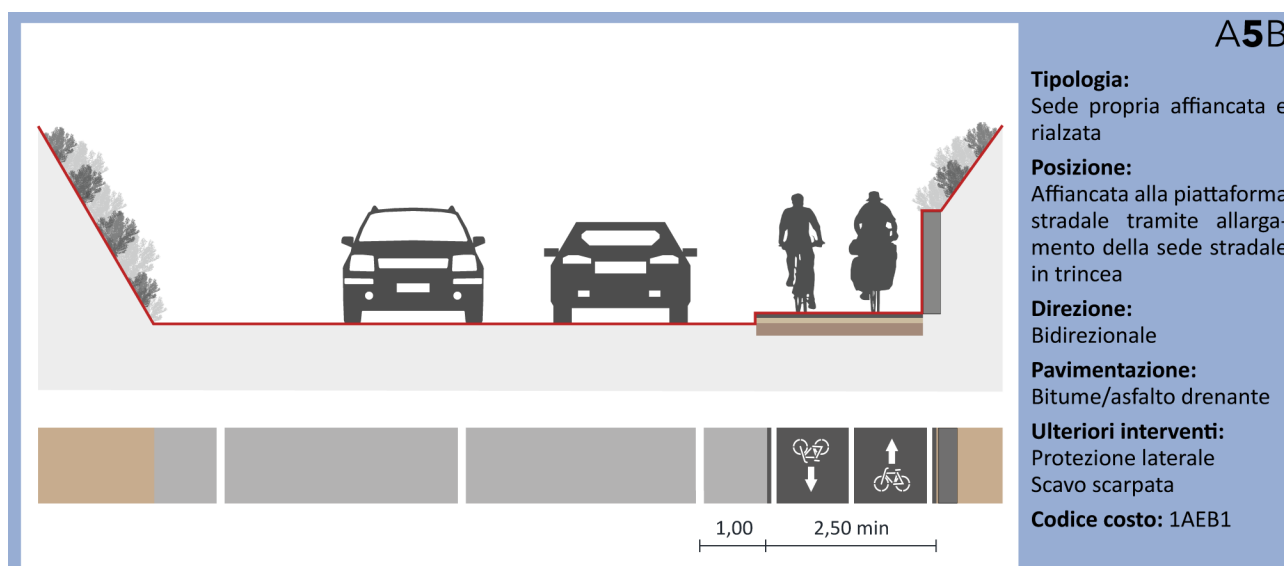 A5B
Tipologia:
Sede propria affiancata e
rialzata
Posizione:
Affiancata alla piattaforma
stradale tramite allarga-
mento della sede stradale
in trincea
Direzione:
Bidirezionale
Pavimentazione:
Bitume/asfalto drenante
Ulteriori interventi:
Protezione laterale
Scavo scarpata
Codice costo: 1AEB1
1,00
2,50 min